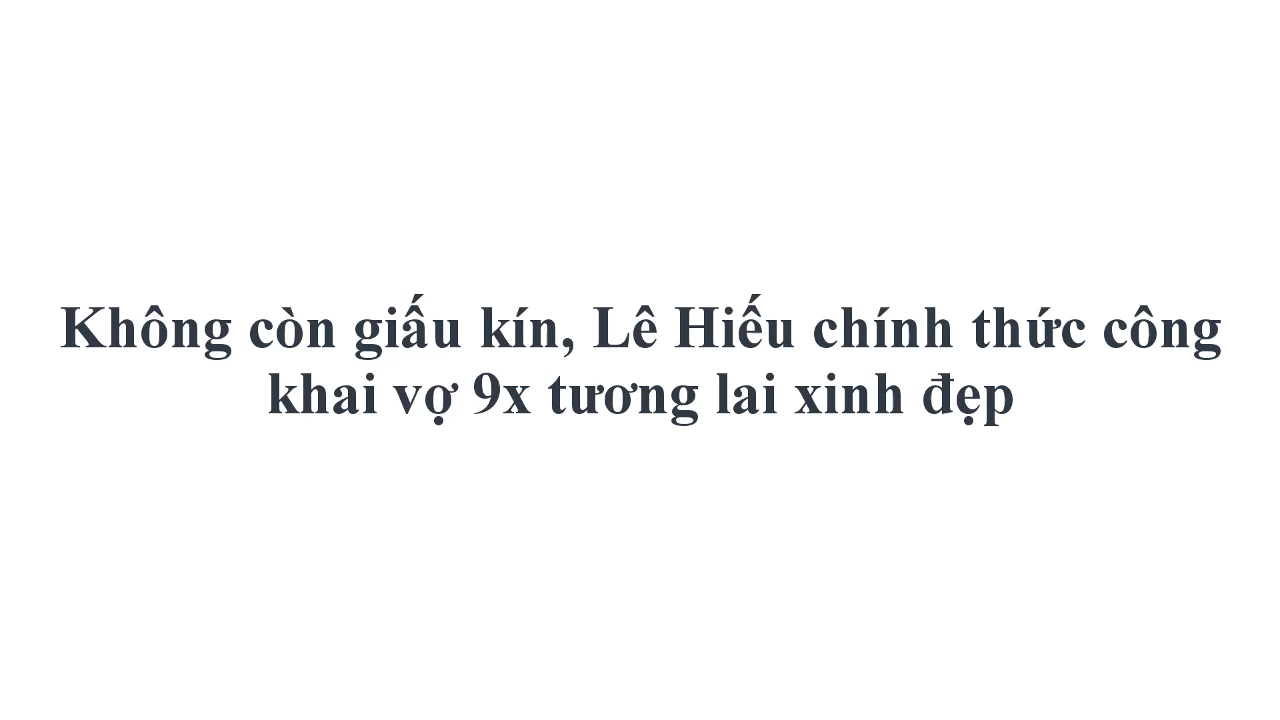 Không còn giấu kín, Lê Hiếu chính thức công
khai vợ 9x tương lai xinh đẹp